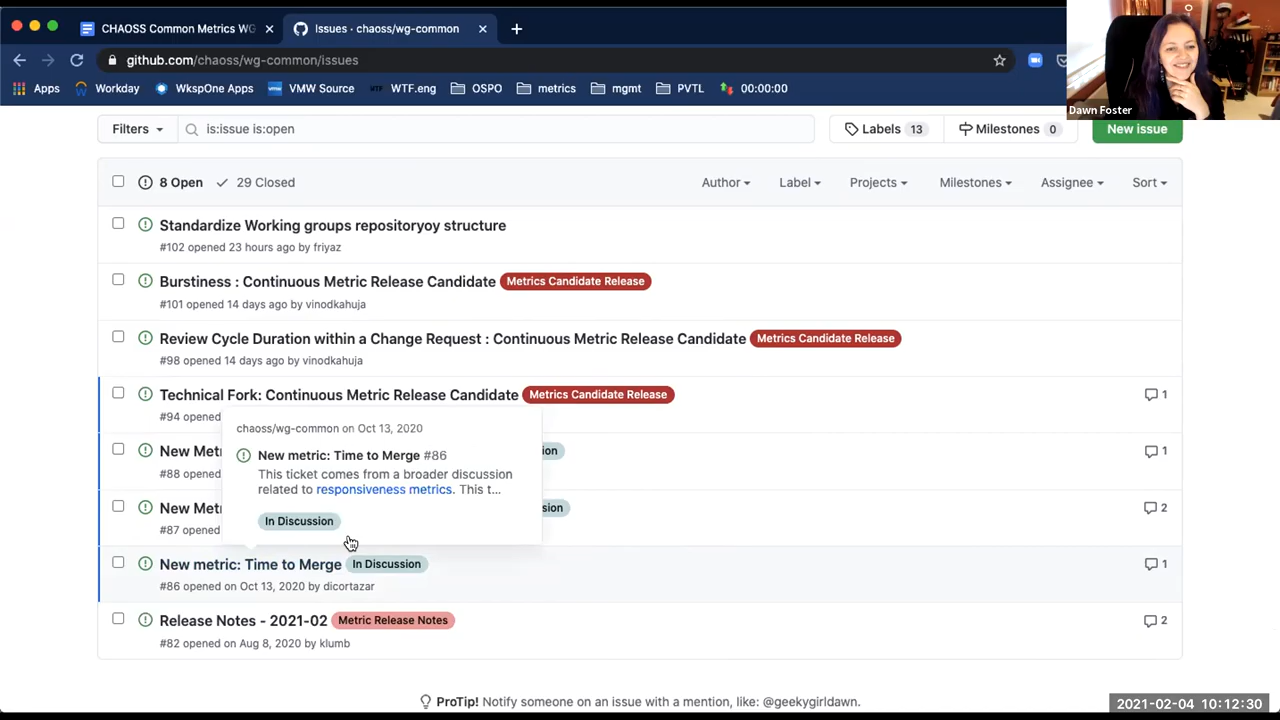 CHAOSS Common Metrics WG
Issues · chaoss/wg-common
github.com/chaoss/wg-common/issues
Apps Workday WkspOne Apps VMW Source WTF.eng OSPO metrics mgmt PVTL 00:00:00
Dawn Foster
Filters is:issue is:open Labels 13 Milestones 0 New issue
8 Open 29 Closed Author Label Projects Milestones Assignee Sort
Standardize Working groups repositoryoy structure
#102 opened 23 hours ago by friyaz
Burstiness : Continuous Metric Release Candidate Metrics Candidate Release
#101 opened 14 days ago by vinodkahuja
Review Cycle Duration within a Change Request : Continuous Metric Release Candidate Metrics Candidate Release
#98 opened 14 days ago by vinodkahuja
Technical Fork: Continuous Metric Release Candidate Metrics Candidate Release 1
#94 opened
chaoss/wg-common on Oct 13, 2020
New Met ion 1
New metric: Time to Merge #86
#88 opened
This ticket comes from a broader discussion
related to responsiveness metrics. This t...
New Met sion 2
In Discussion
#87 opened
New metric: Time to Merge In Discussion 1
#86 opened on Oct 13, 2020 by dicortazar
Release Notes - 2021-02 Metric Release Notes 2
#82 opened on Aug 8, 2020 by klumb
ProTip! Notify someone on an issue with a mention, like: @geekygirldawn.
2021-02-04 10:12:30